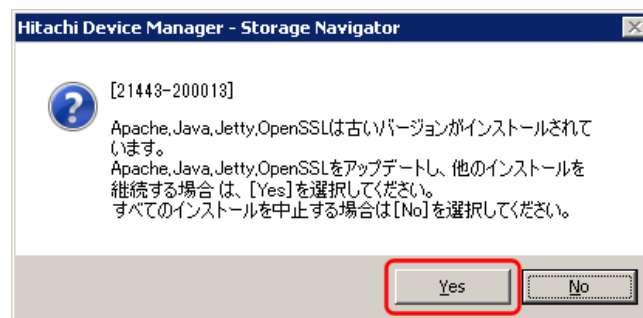 Hitachi Device Manager - Storage Navigator
[21443-200013]
Apache,Java,Jetty,OpenSSLは古いバージョンがインストールされて
います。
Apache,Java,Jetty,OpenSSLをアップデートし、他のインストールを
継続する場合 は、[Yes]を選択してください。
すべてのインストールを中止する場合は[No]を選択してください。
Yes
No